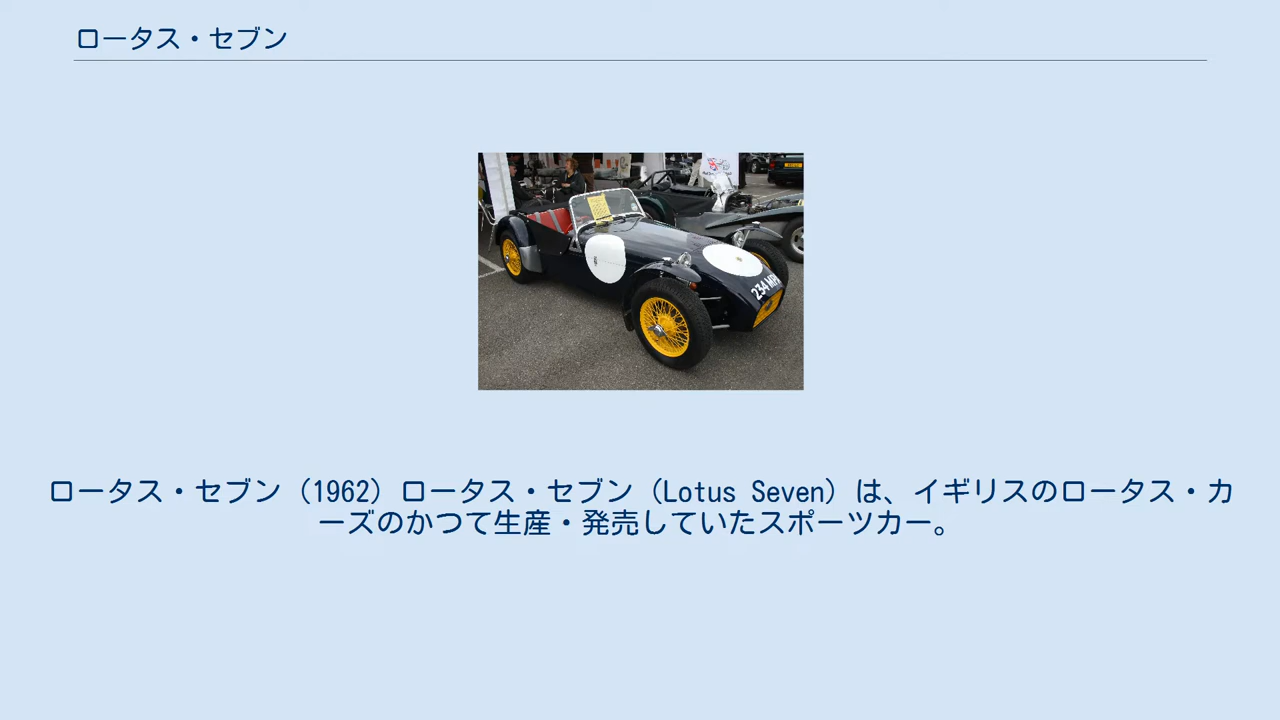 ロータス・セブン
234 MPH
ロータス・セブン（1962）ロータス・セブン（Lotus Seven）は、イギリスのロータス・カ
ーズのかつて生産・発売していたスポーツカー。